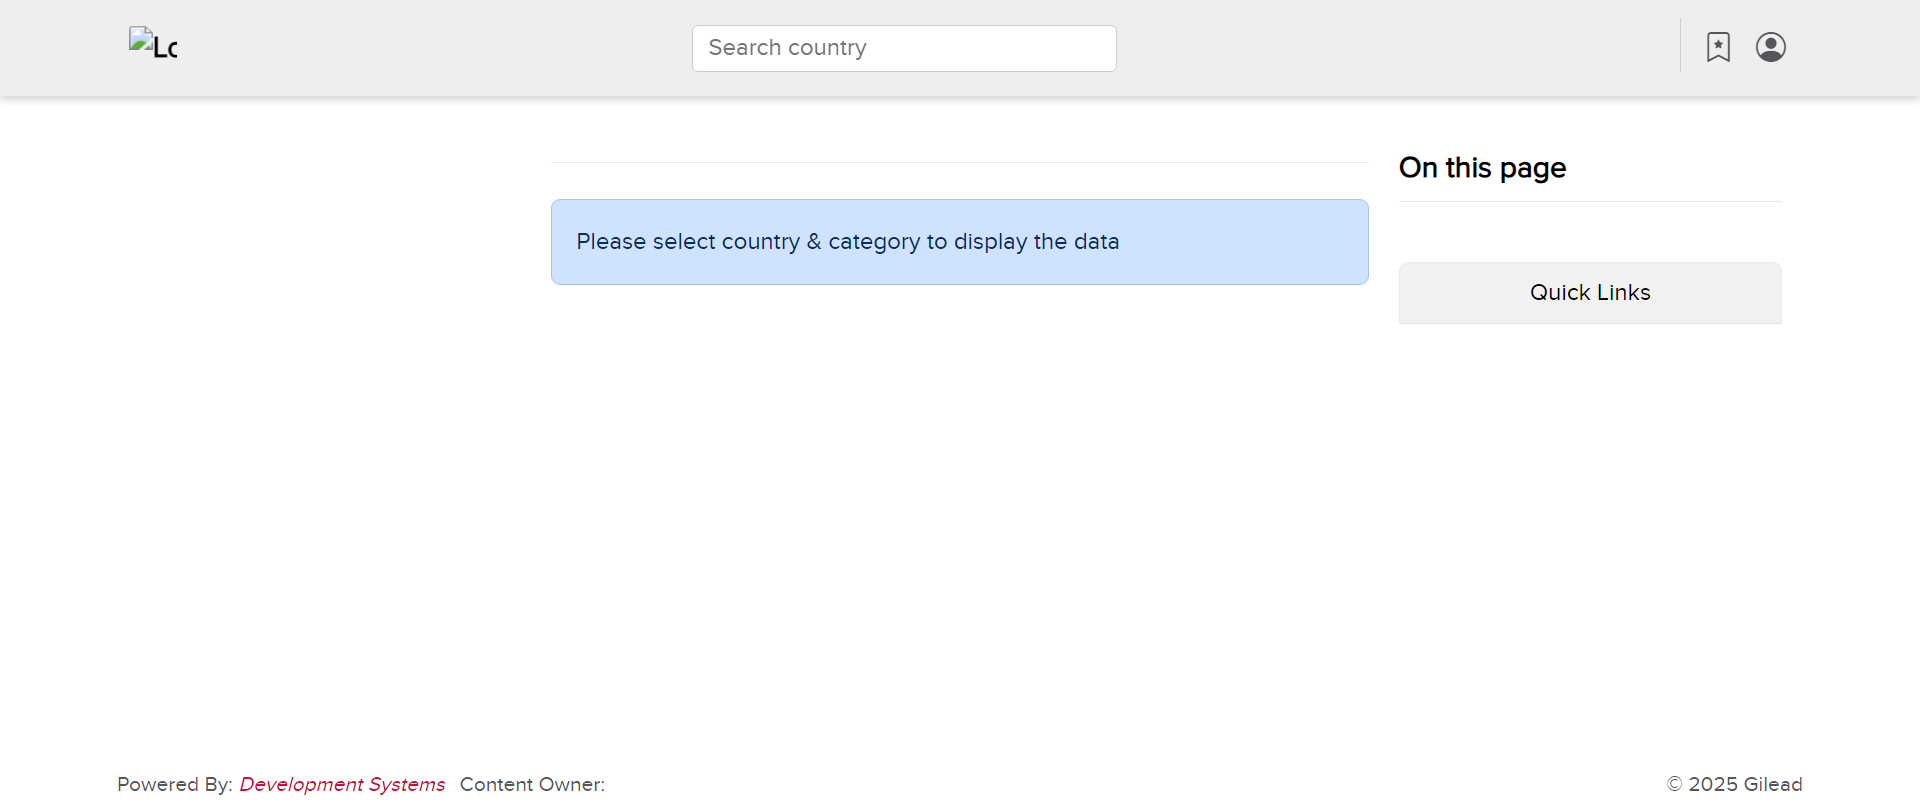 Lo
Search country
On this page
Please select country & category to display the data
Quick Links
Powered By: Development Systems Content Owner:
© 2025 Gilead